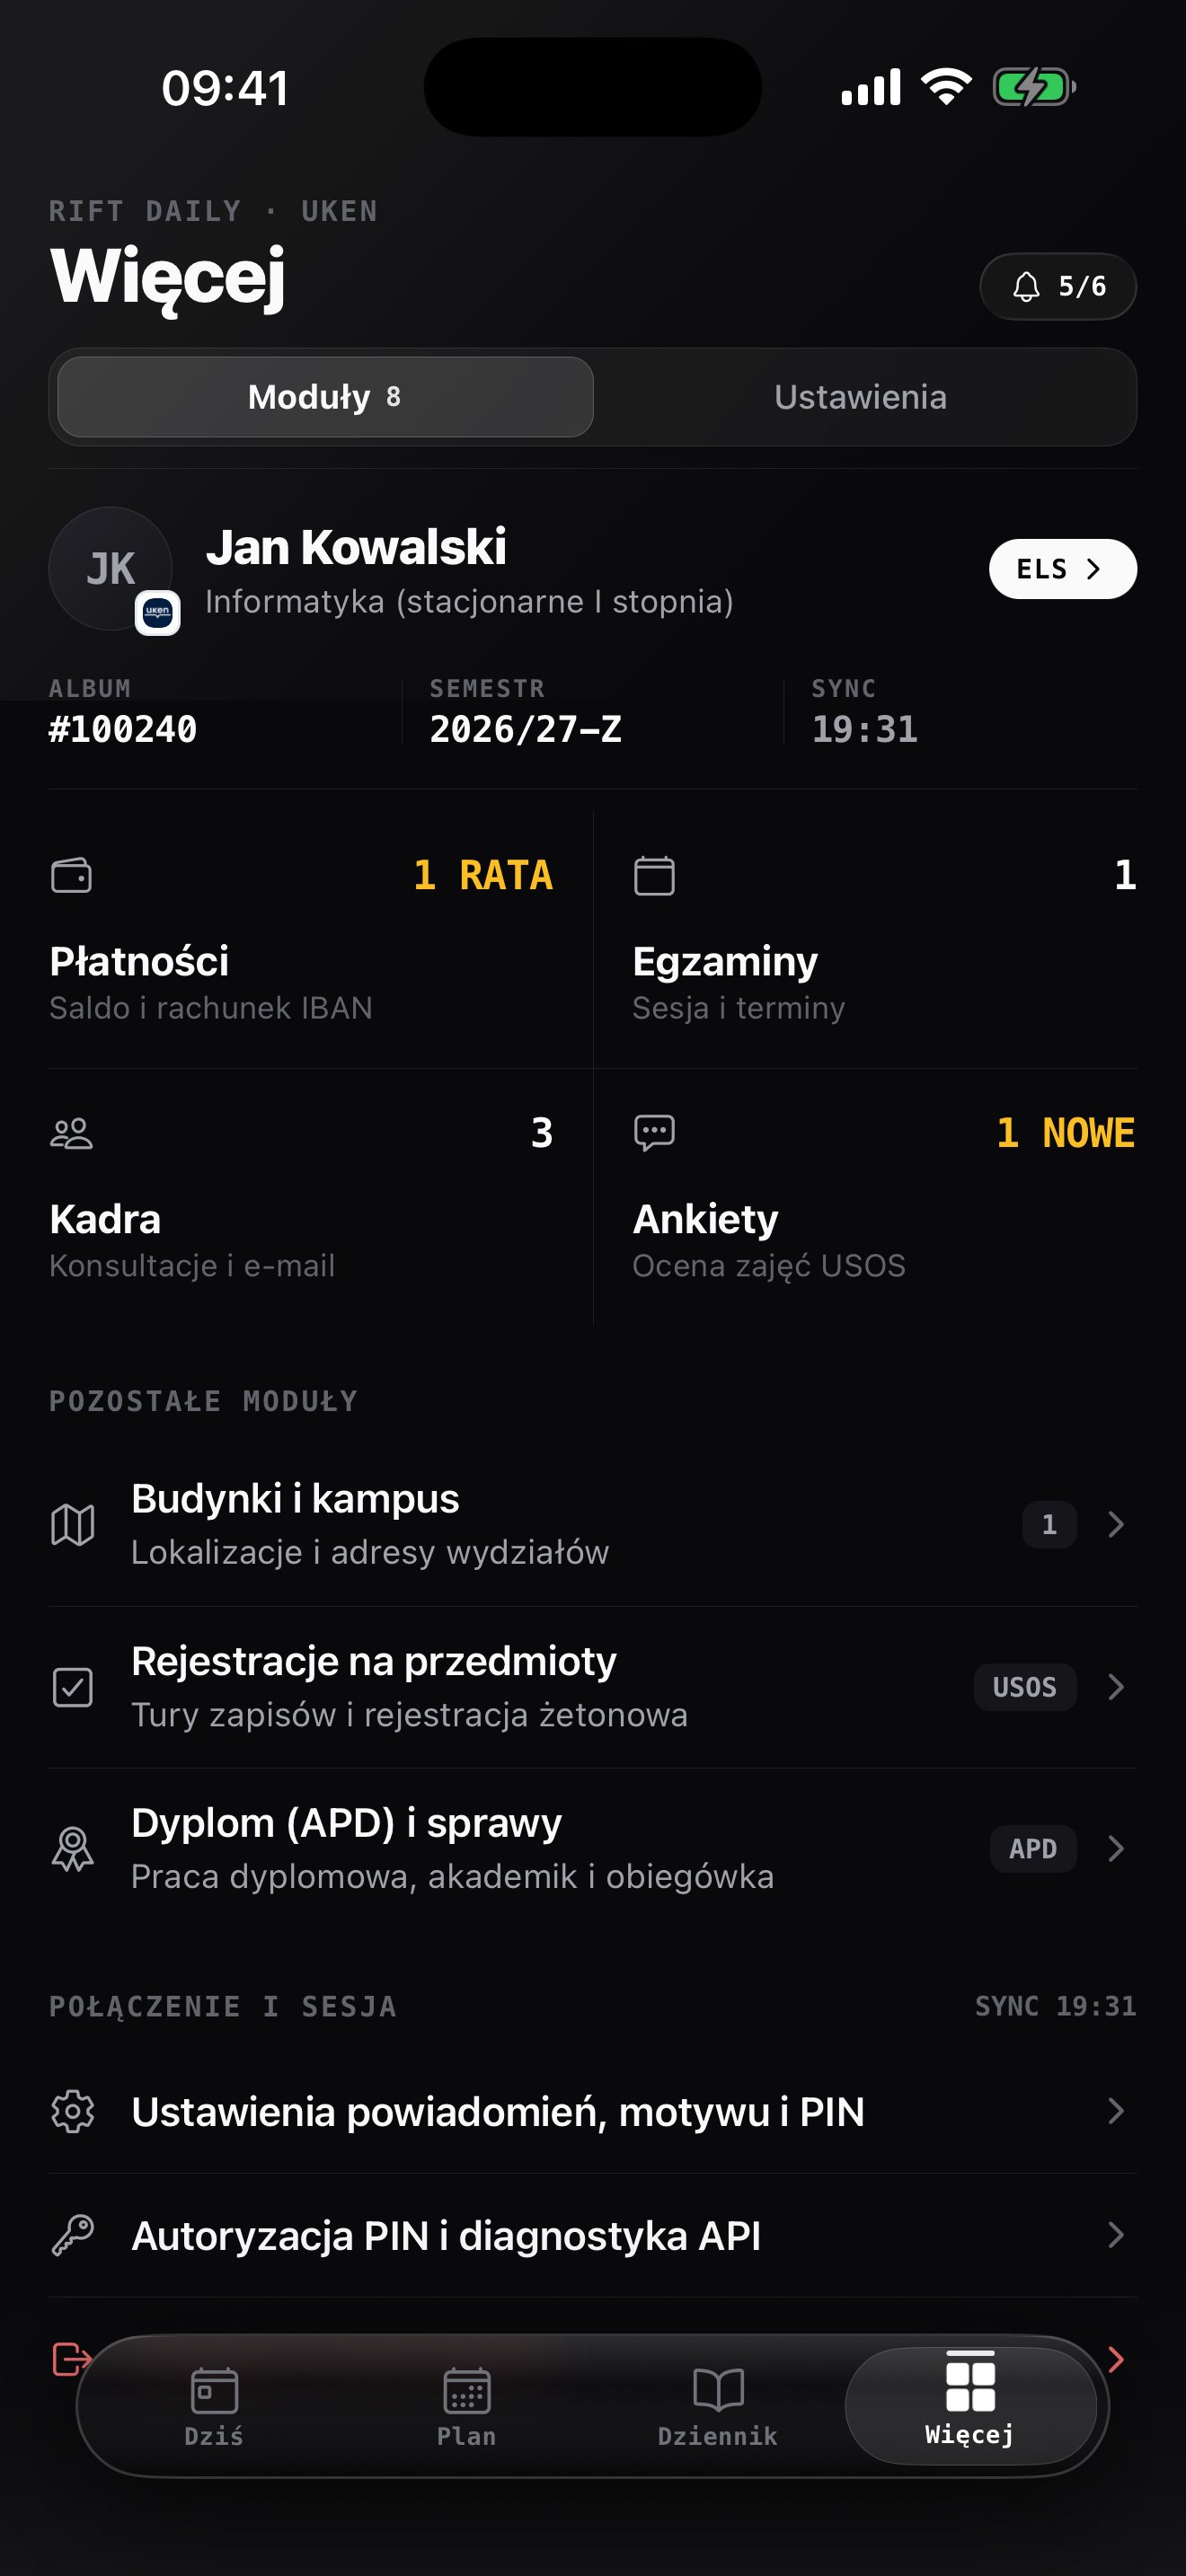 09:41
RIFT DAILY · UKEN
Więcej
5/6
Moduły 8
Ustawienia
JK
uken
Jan Kowalski
Informatyka (stacjonarne I stopnia)
ELS
ALBUM
#100240
SEMESTR
2026/27-Z
SYNC
19:31
1 RATA
Płatności
Saldo i rachunek IBAN
1
Egzaminy
Sesja i terminy
3
Kadra
Konsultacje i e-mail
1 NOWE
Ankiety
Ocena zajęć USOS
POZOSTAŁE MODUŁY
Budynki i kampus
Lokalizacje i adresy wydziałów
1
Rejestracje na przedmioty
Tury zapisów i rejestracja żetonowa
USOS
Dyplom (APD) i sprawy
Praca dyplomowa, akademik i obiegówka
APD
POŁĄCZENIE I SESJA
SYNC 19:31
Ustawienia powiadomień, motywu i PIN
Autoryzacja PIN i diagnostyka API
Dziś
Plan
Dziennik
Więcej